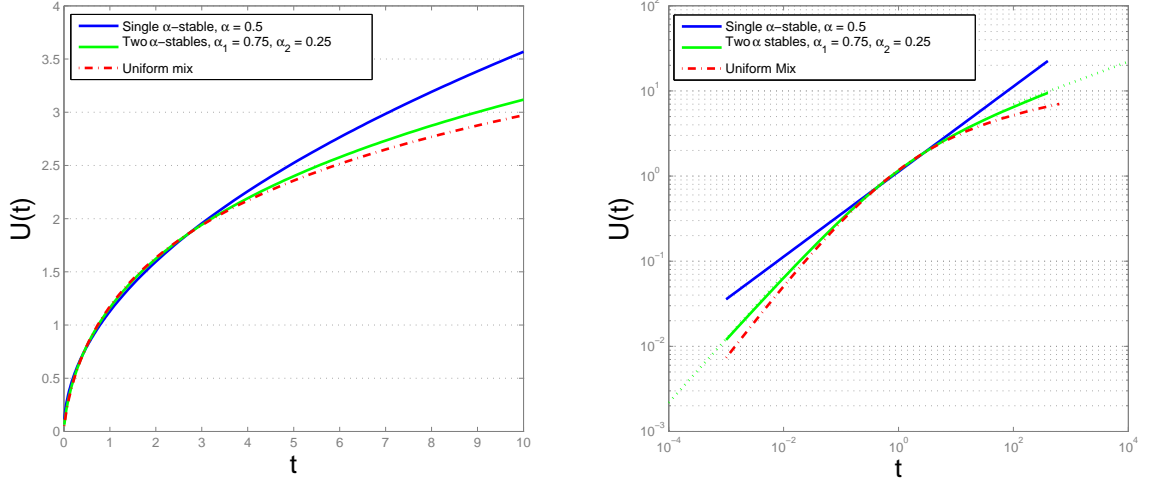 Single α-stable, α = 0.5
Two α-stables, α1 = 0.75, α2 = 0.25
Uniform mix
4
3.5
3
2.5
2
1.5
1
0.5
0
U(t)
0 1 2 3 4 5 6 7 8 9 10
t
Single α-stable, α = 0.5
Two α stables, α1 = 0.75, α2 = 0.25
Uniform Mix
10^2
10^1
10^0
10^−1
10^−2
10^−3
U(t)
10^−4 10^−2 10^0 10^2 10^4
t